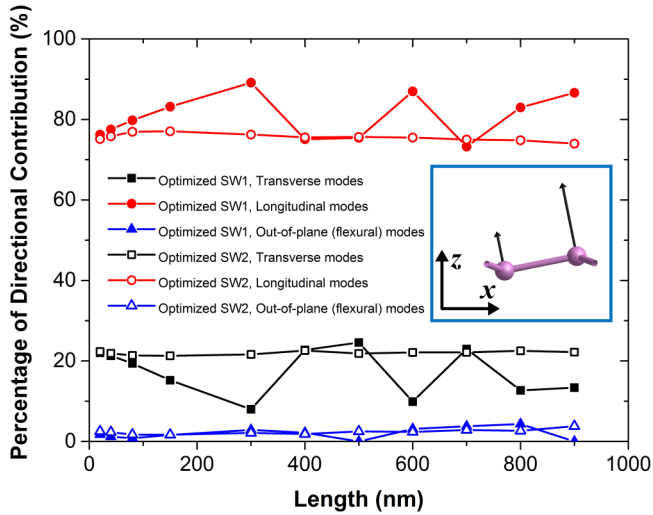 Percentage of Directional Contribution (%)
100
80
60
40
20
0
Optimized SW1, Transverse modes
Optimized SW1, Longitudinal modes
Optimized SW1, Out-of-plane (flexural) modes
Optimized SW2, Transverse modes
Optimized SW2, Longitudinal modes
Optimized SW2, Out-of-plane (flexural) modes
z
x
0 200 400 600 800 1000
Length (nm)